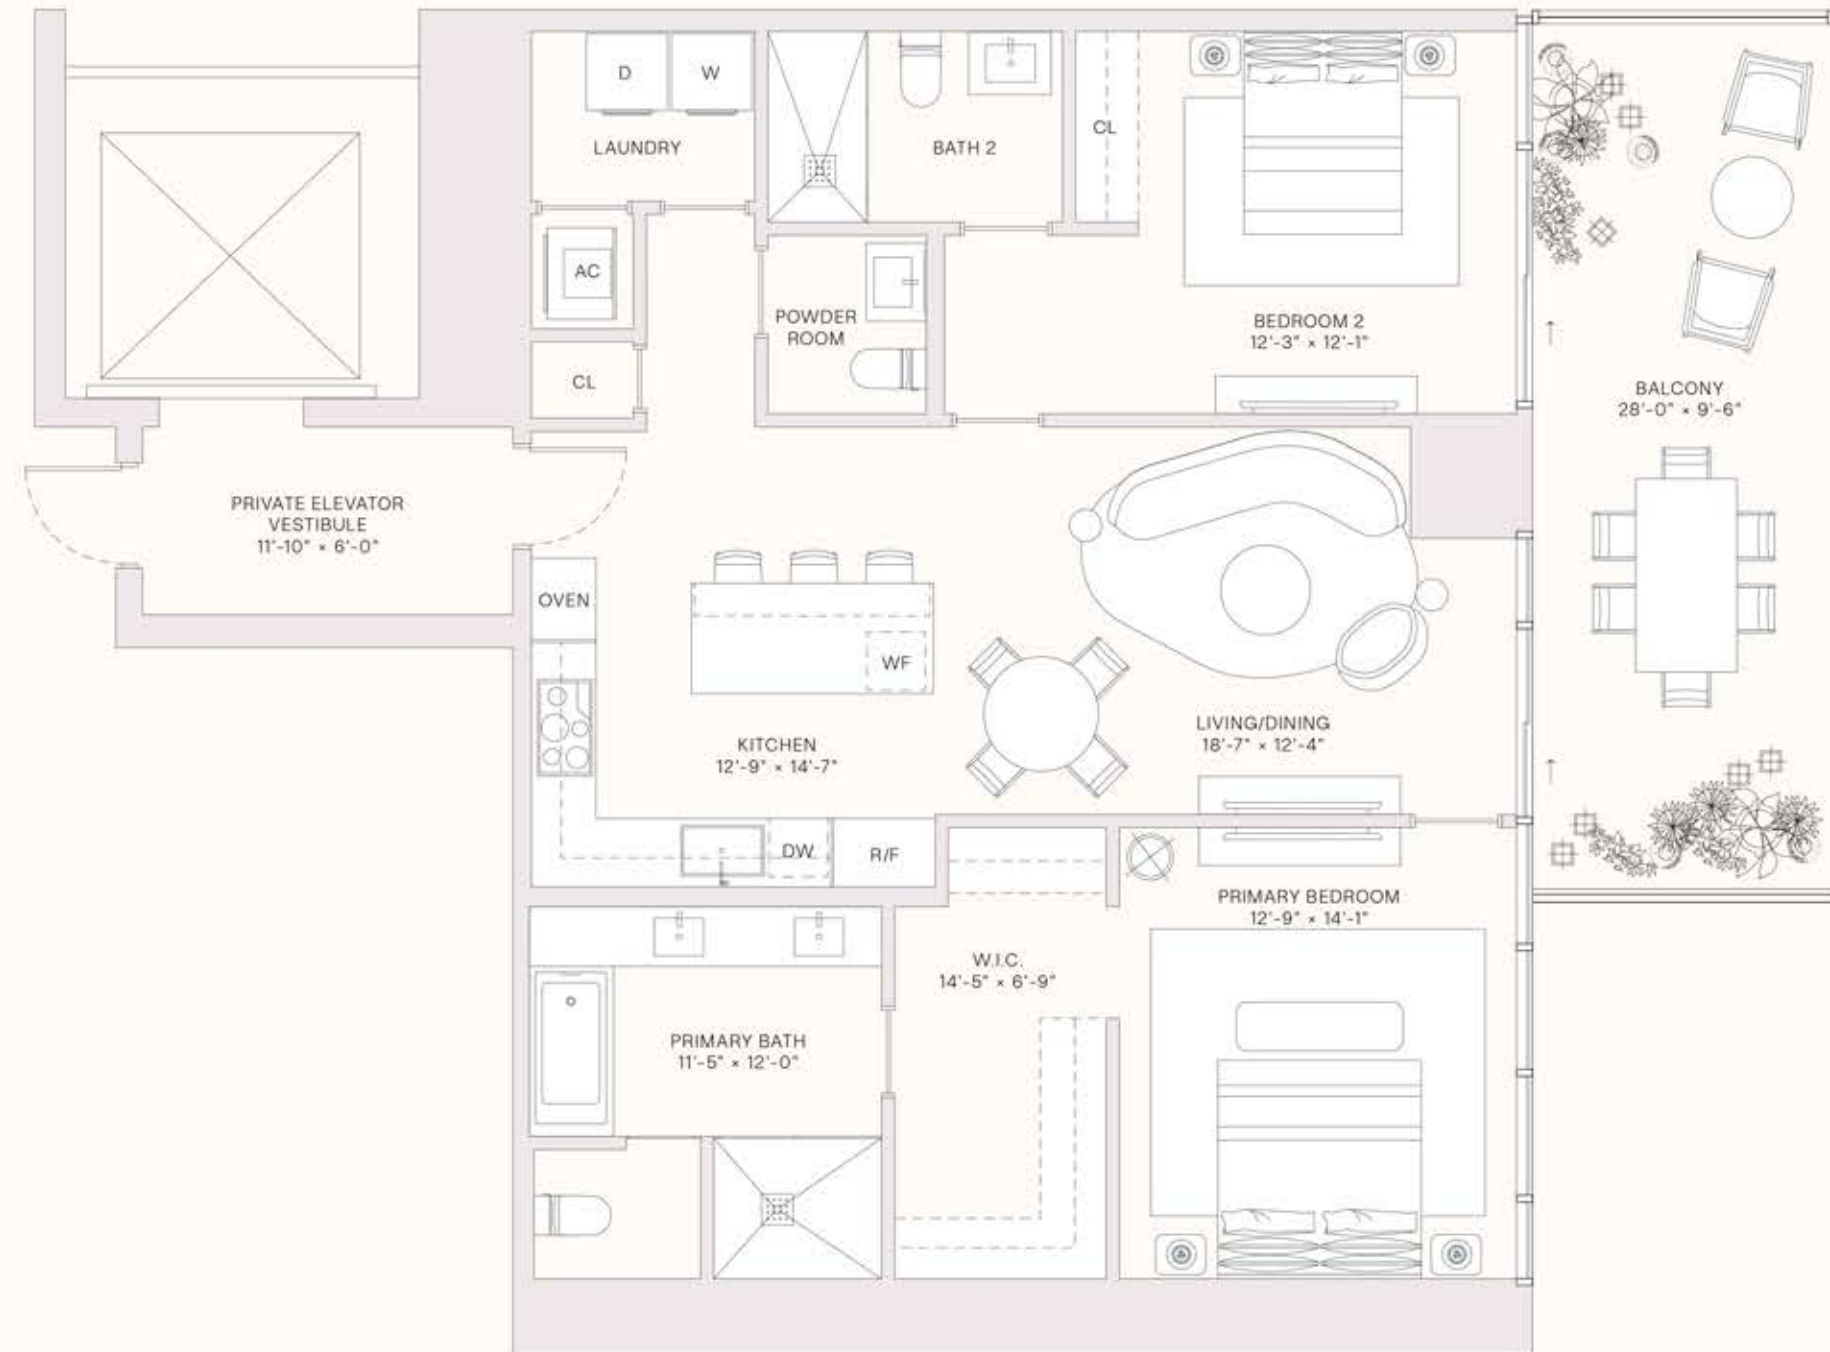 D
W
LAUNDRY
BATH 2
CL
AC
CL
POWDER
ROOM
BEDROOM 2
12'-3" × 12'-1"
BALCONY
28'-0" × 9'-6"
PRIVATE ELEVATOR
VESTIBULE
11'-10" × 6'-0"
OVEN
WF
KITCHEN
12'-9" × 14'-7"
LIVING/DINING
18'-7" × 12'-4"
DW
R/F
PRIMARY BEDROOM
12'-9" × 14'-1"
W.I.C.
14'-5" × 6'-9"
PRIMARY BATH
11'-5" × 12'-0"